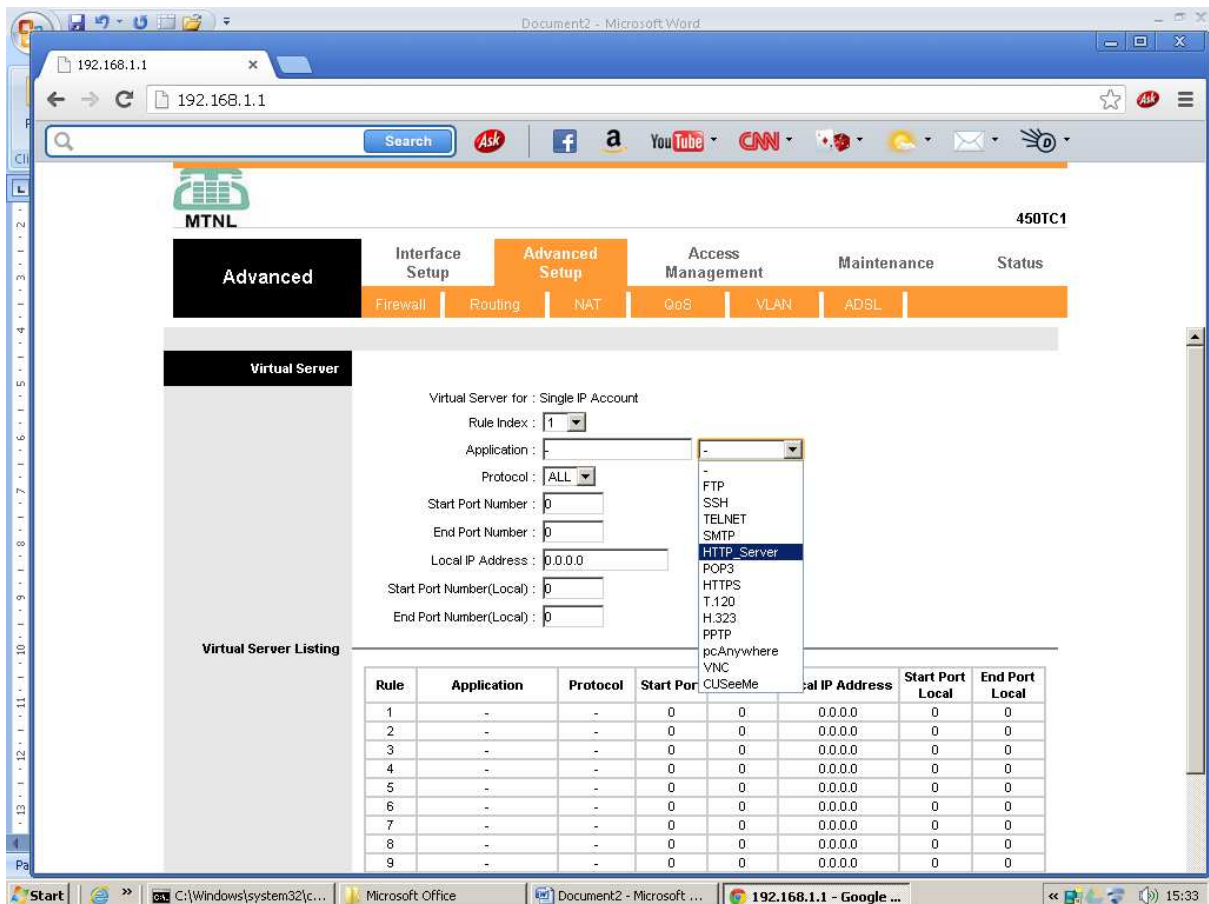 Document2 - Microsoft Word
192.168.1.1
192.168.1.1
Ask
Search Ask f a You Tube CNN
MTNL
450TC1
Advanced
Interface Setup
Advanced Setup
Access Management
Maintenance
Status
Firewall Routing NAT QoS VLAN ADSL
Virtual Server
Virtual Server for : Single IP Account
Rule Index : 1
Application : - -
Protocol : ALL
Start Port Number : 0
End Port Number : 0
Local IP Address : 0.0.0.0
Start Port Number(Local) : 0
End Port Number(Local) : 0
-
FTP
SSH
TELNET
SMTP
HTTP_Server
POP3
HTTPS
T.120
H.323
PPTP
pcAnywhere
VNC
CUSeeMe
Virtual Server Listing
Rule Application Protocol Start Por cal IP Address Start Port Local End Port Local
1 - - 0 0 0.0.0.0 0 0
2 - - 0 0 0.0.0.0 0 0
3 - - 0 0 0.0.0.0 0 0
4 - - 0 0 0.0.0.0 0 0
5 - - 0 0 0.0.0.0 0 0
6 - - 0 0 0.0.0.0 0 0
7 - - 0 0 0.0.0.0 0 0
8 - - 0 0 0.0.0.0 0 0
9 - - 0 0 0.0.0.0 0 0
Start C:\Windows\system32\c... Microsoft Office Document2 - Microsoft ... 192.168.1.1 - Google ... 15:33